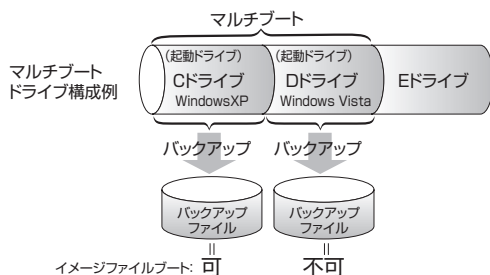 マルチブート
マルチブート
ドライブ構成例
(起動ドライブ)
Cドライブ
WindowsXP
(起動ドライブ)
Dドライブ
Windows Vista
Eドライブ
バックアップ
バックアップ
バックアップ
ファイル
バックアップ
ファイル
=
=
イメージファイルブート: 可
不可